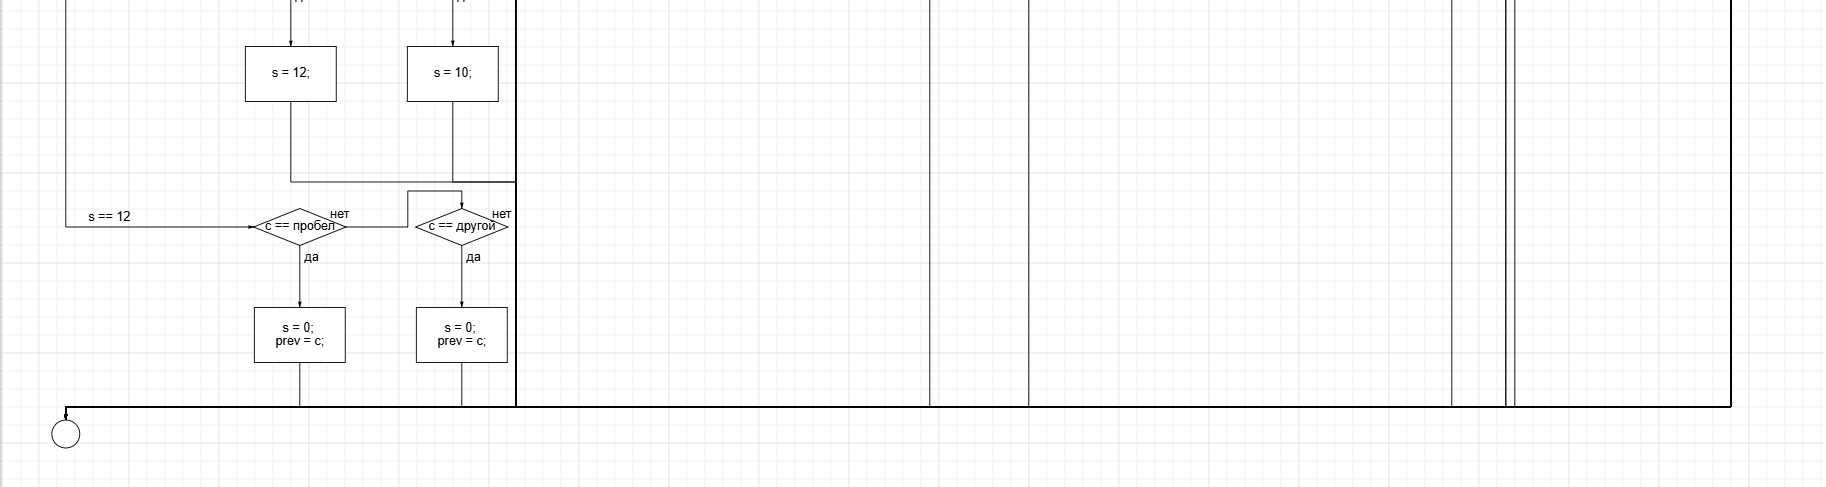 s = 12;
s = 10;
s == 12
c == пробел
нет
c == другой
нет
да
да
s = 0;
prev = c;
s = 0;
prev = c;